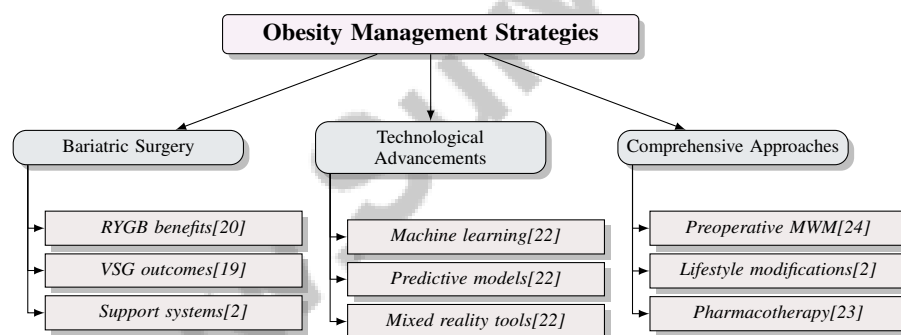 Obesity Management Strategies
Bariatric Surgery
RYGB benefits[20]
VSG outcomes[19]
Support systems[2]
Technological
Advancements
Machine learning[22]
Predictive models[22]
Mixed reality tools[22]
Comprehensive Approaches
Preoperative MWM[24]
Lifestyle modifications[2]
Pharmacotherapy[23]